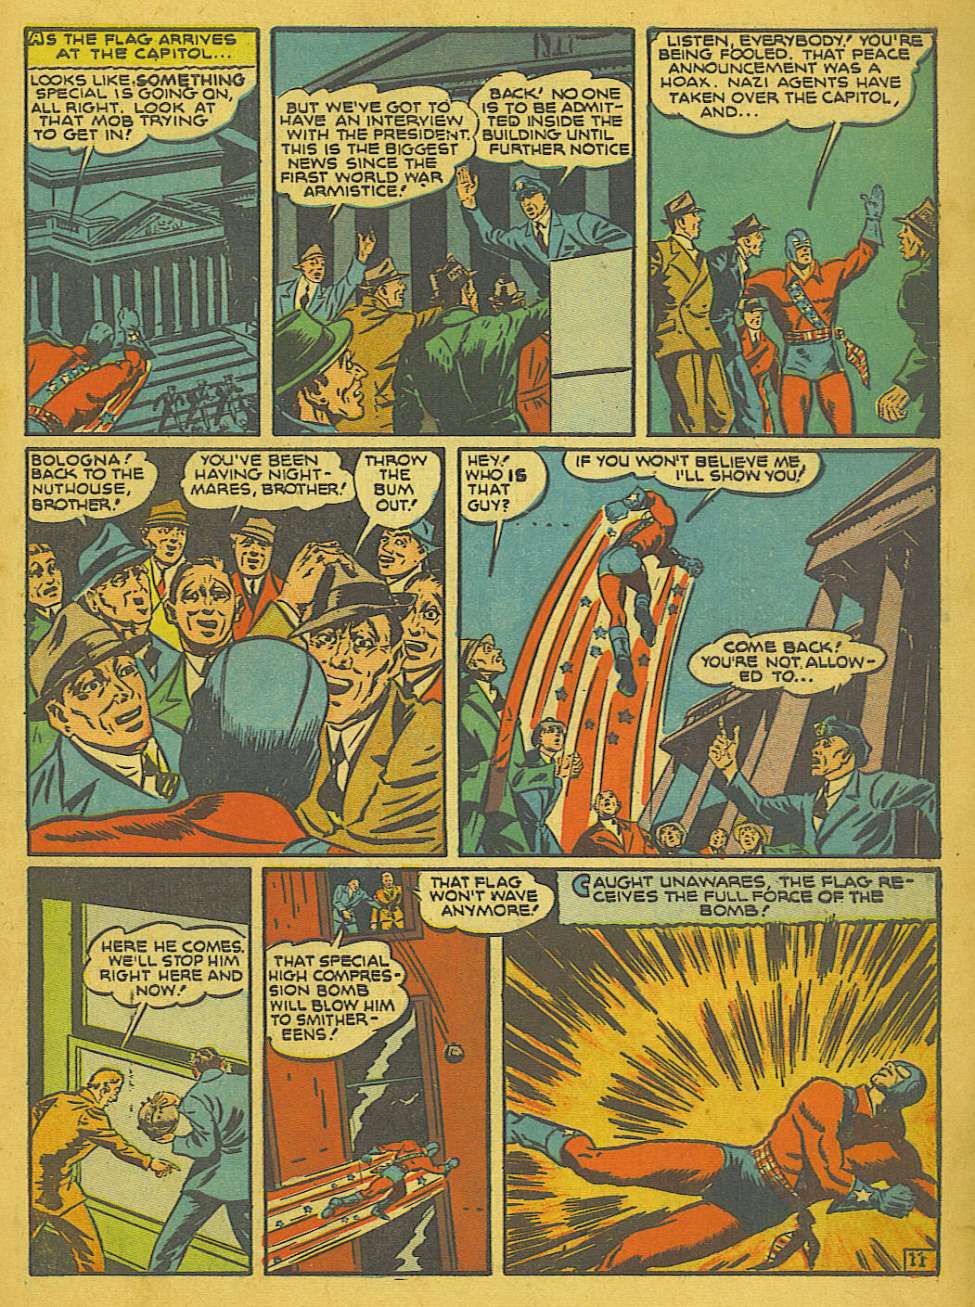 AS THE FLAG ARRIVES
AT THE CAPITOL...
LOOKS LIKE SOMETHING
SPECIAL IS GOING ON,
ALL RIGHT. LOOK AT
THAT MOB TRYING
TO GET IN!
BUT WE'VE GOT TO
HAVE AN INTERVIEW
WITH THE PRESIDENT.
THIS IS THE BIGGEST
NEWS SINCE THE
FIRST WORLD WAR
ARMISTICE!
BACK! NO ONE
IS TO BE ADMIT-
TED INSIDE THE
BUILDING UNTIL
FURTHER NOTICE
LISTEN, EVERYBODY! YOU'RE
BEING FOOLED. THAT PEACE
ANNOUNCEMENT WAS A
HOAX. NAZI AGENTS HAVE
TAKEN OVER THE CAPITOL,
AND...
BOLOGNA!
BACK TO THE
NUTHOUSE,
BROTHER!
YOU'VE BEEN
HAVING NIGHT-
MARES, BROTHER!
THROW
THE
BUM
OUT!
HEY!
WHO IS
THAT
GUY?
IF YOU WON'T BELIEVE ME
I'LL SHOW YOU!
COME BACK!
YOU'RE NOT ALLOW-
ED TO...
HERE HE COMES.
WE'LL STOP HIM
RIGHT HERE AND
NOW!
THAT FLAG
WON'T WAVE
ANYMORE!
THAT SPECIAL
HIGH COMPRES-
SION BOMB
WILL BLOW HIM
TO SMITHER-
EENS!
CAUGHT UNAWARES, THE FLAG RE-
CEIVES THE FULL FORCE OF THE
BOMB!
11